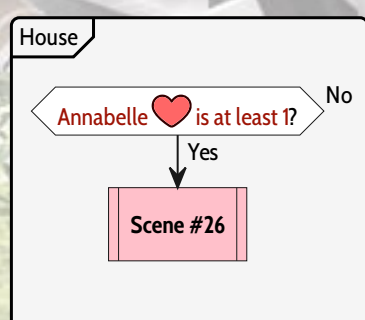 House
Annabelle ❤ is at least 1?
No
Yes
Scene #26